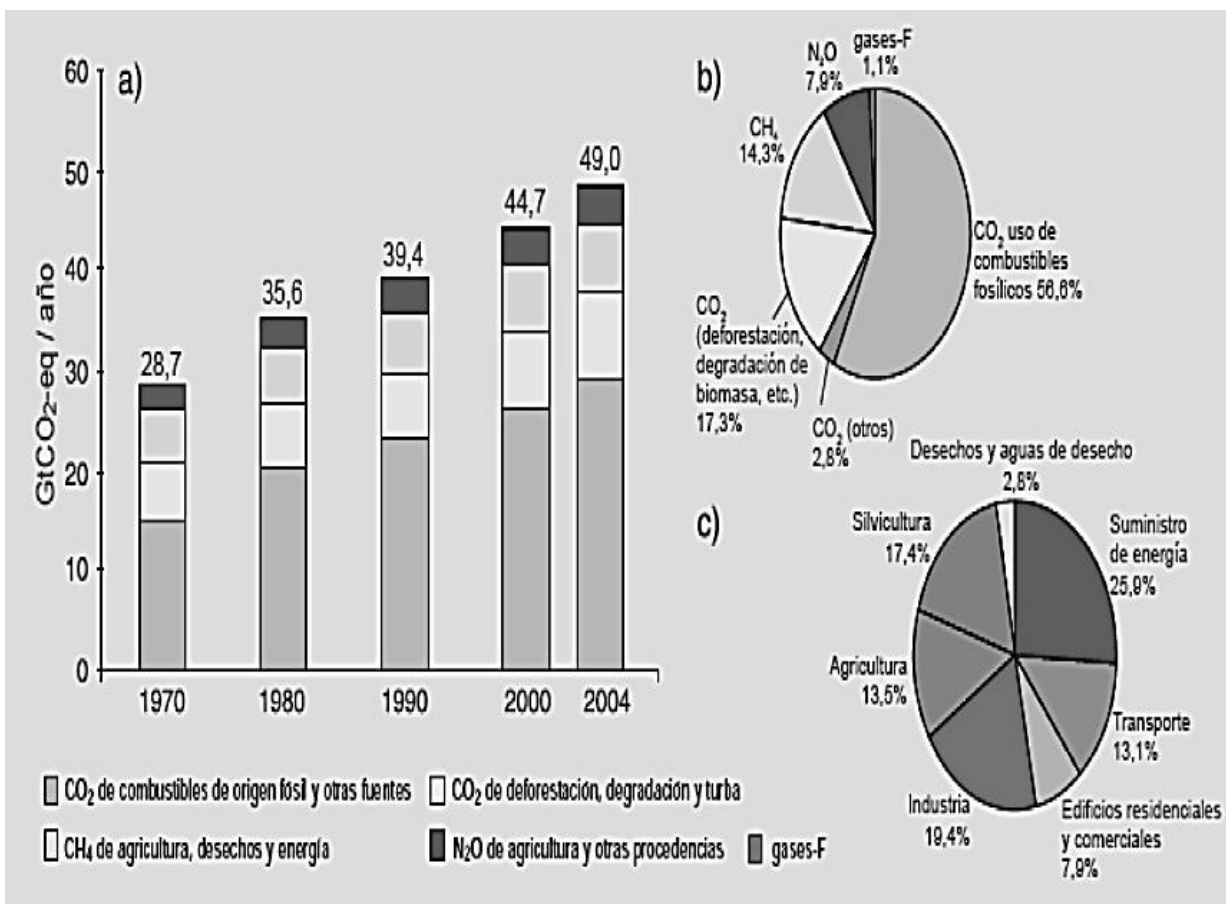 a)
GtCO₂-eq / año
60
50
40
30
20
10
0
28,7
35,6
39,4
44,7
49,0
1970
1980
1990
2000
2004
b)
N₂O
7,9%
gases-F
1,1%
CH₄
14,3%
CO₂ uso de
combustibles
fosílicos 56,6%
CO₂
(deforestación,
degradación de
biomasa, etc.)
17,3%
CO₂ (otros)
2,8%
c)
Desechos y aguas de desecho
2,8%
Silvicultura
17,4%
Suministro
de energía
25,9%
Agricultura
13,5%
Transporte
13,1%
Industria
19,4%
Edificios residenciales
y comerciales
7,9%
CO₂ de combustibles de origen fósil y otras fuentes
CO₂ de deforestación, degradación y turba
CH₄ de agricultura, desechos y energía
N₂O de agricultura y otras procedencias
gases-F